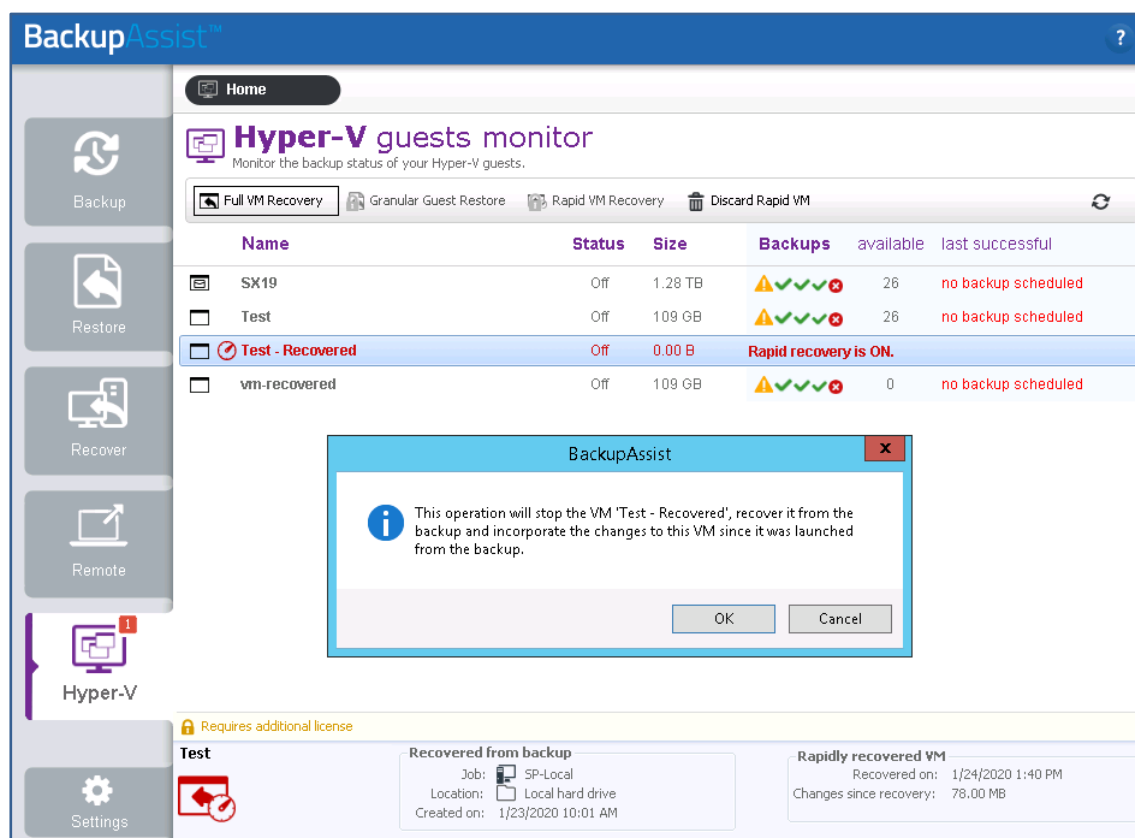 BackupAssist™
?
Home
Hyper-V guests monitor
Monitor the backup status of your Hyper-V guests.
Full VM Recovery Granular Guest Restore Rapid VM Recovery Discard Rapid VM
Name Status Size Backups available last successful
SX19 Off 1.28 TB 26 no backup scheduled
Test Off 109 GB 26 no backup scheduled
Test - Recovered Off 0.00 B Rapid recovery is ON.
vm-recovered Off 109 GB 0 no backup scheduled
Backup
Restore
Recover
Remote
1
Hyper-V
Settings
BackupAssist
x
This operation will stop the VM 'Test - Recovered', recover it from the
backup and incorporate the changes to this VM since it was launched
from the backup.
OK Cancel
Requires additional license
Test
Recovered from backup
Job: SP-Local
Location: Local hard drive
Created on: 1/23/2020 10:01 AM
Rapidly recovered VM
Recovered on: 1/24/2020 1:40 PM
Changes since recovery: 78.00 MB